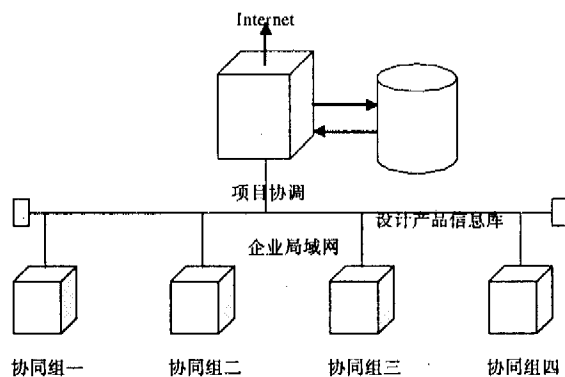 Internet
项目协调
设计产品信息库
企业局域网
协同组一
协同组二
协同组三
协同组四